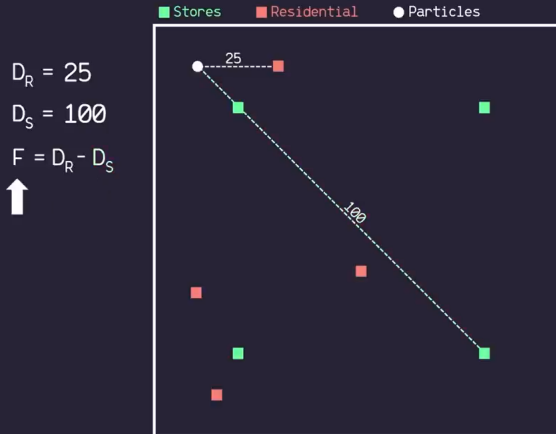 Stores Residential Particles
D_R = 25
D_S = 100
F = D_R - D_S
25
100